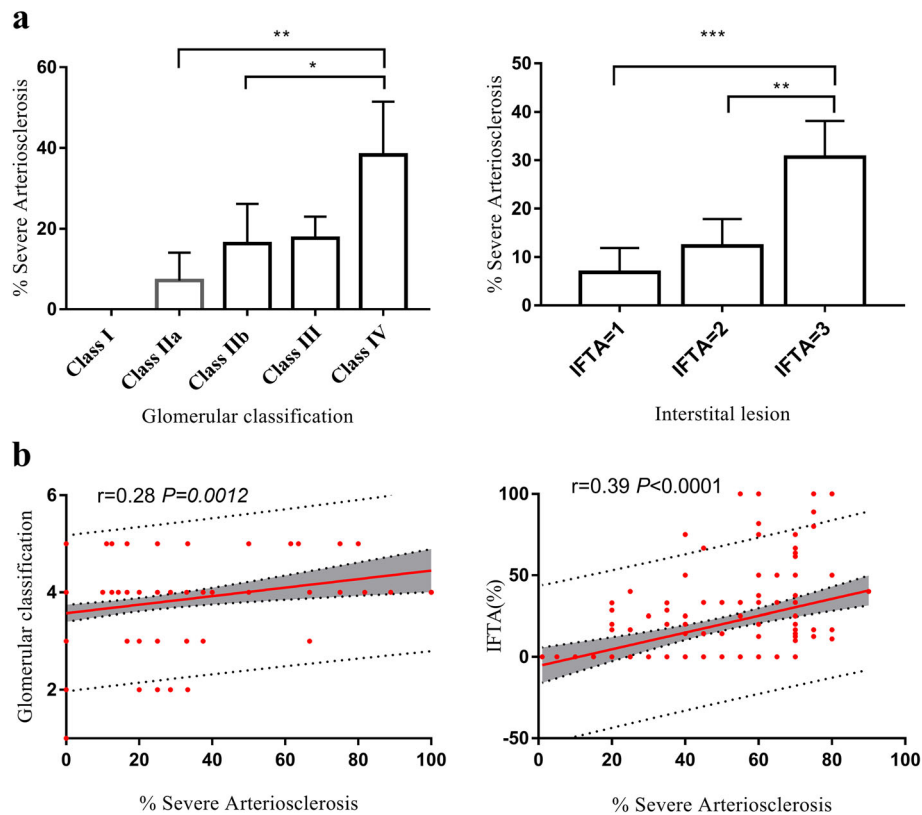 a
**
*
% Severe Arteriosclerosis
60
40
20
0
Class I
Class IIa
Class IIb
Class III
Class IV
Glomerular classification
***
**
% Severe Arteriosclerosis
50
40
30
20
10
0
IFTA=1
IFTA=2
IFTA=3
Interstital lesion
b
r=0.28 P=0.0012
Glomerular classification
6
4
2
0
20
40
60
80
100
% Severe Arteriosclerosis
r=0.39 P<0.0001
IFTA(%)
100
50
0
-50
0
20
40
60
80
100
% Severe Arteriosclerosis